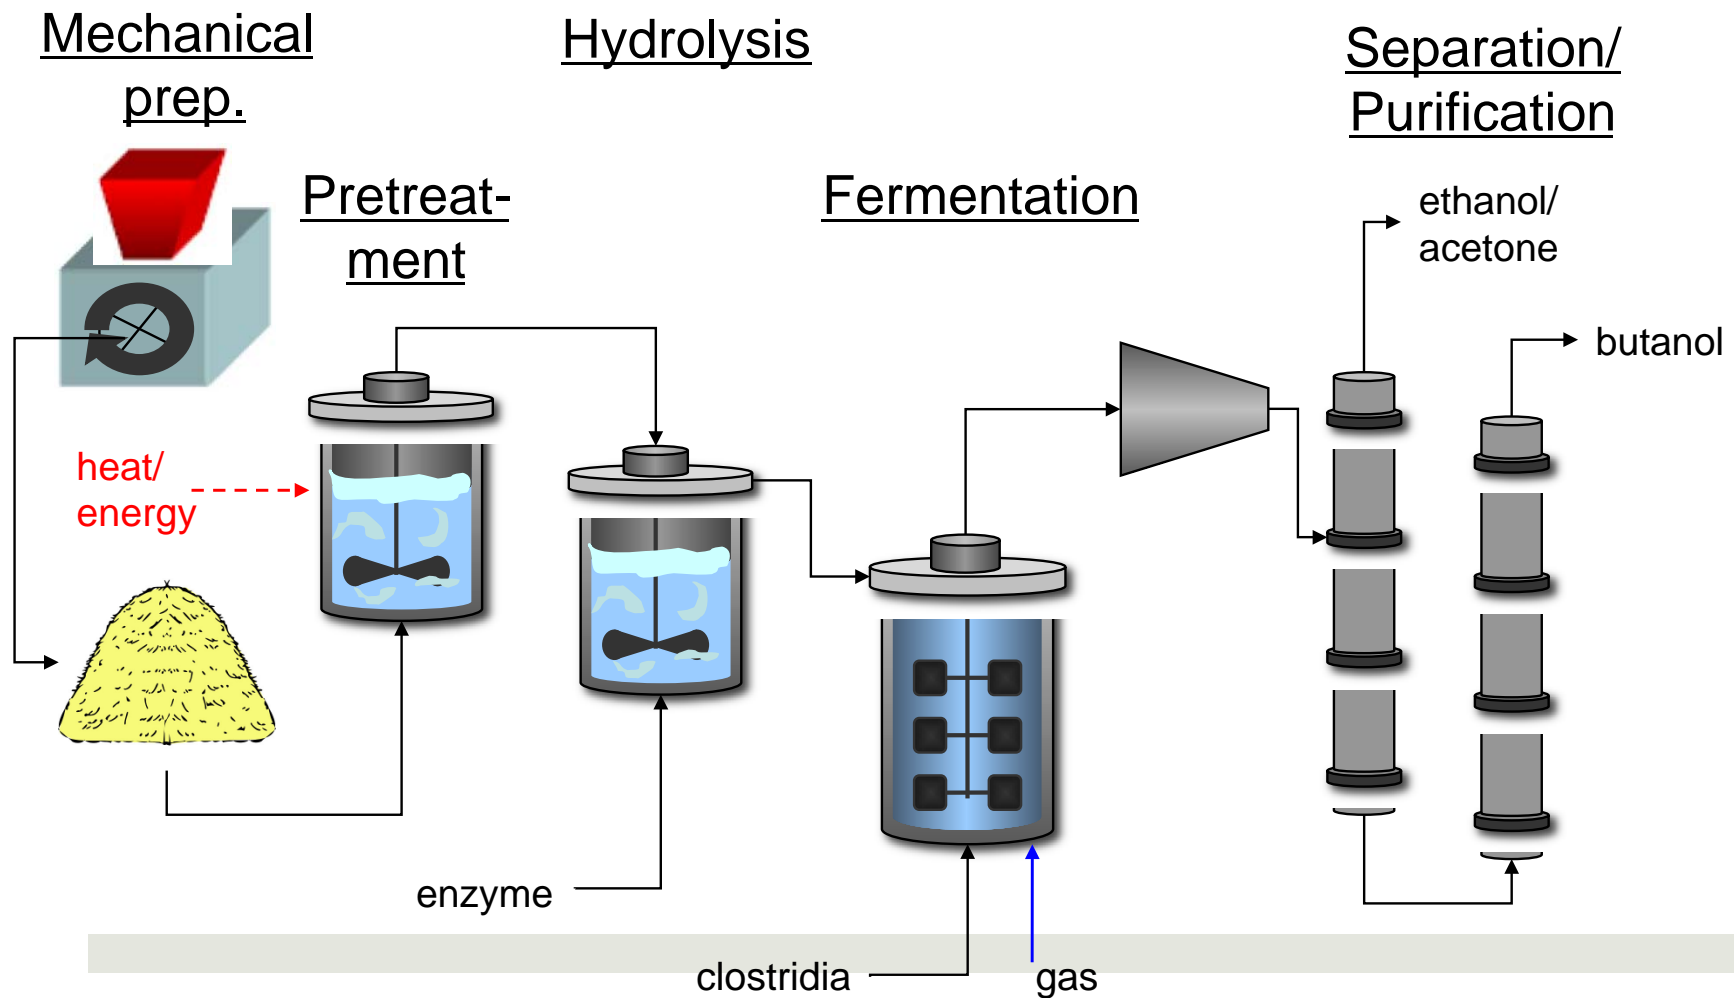 Mechanical
prep.
Hydrolysis
Separation/
Purification
Pretreat-
ment
Fermentation
ethanol/
acetone
butanol
heat/
energy
enzyme
clostridia
gas